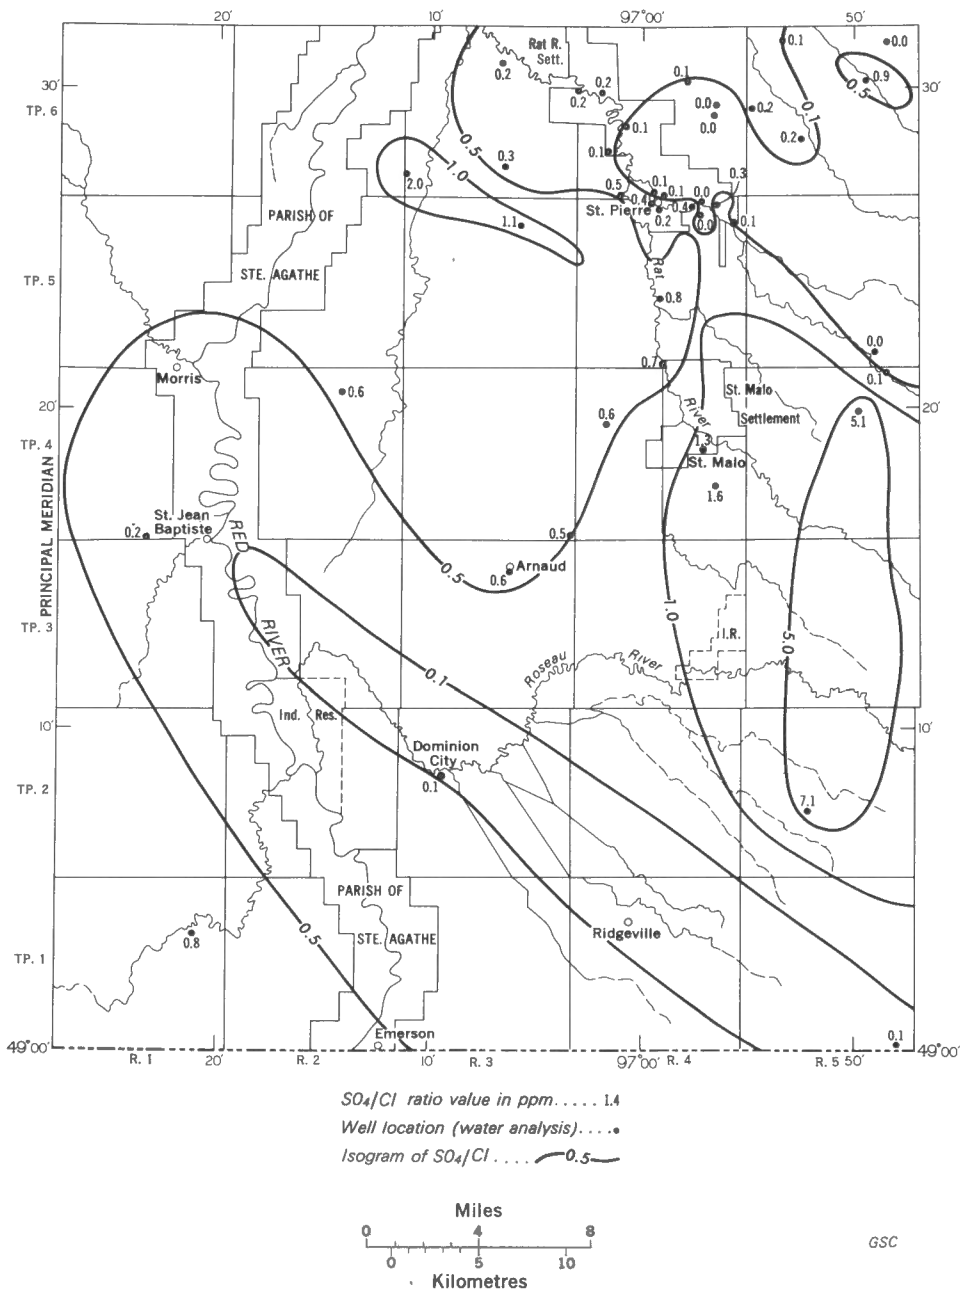 20′
10′
97°00′
50′
30′
TP. 6
Rat R.
Sett.
0.2
0.2
0.2
0.1
0.1
0.0
0.9
0.5
0.1
0.0
0.0
0.2
0.2
0.1
0.1
0.5
0.3
1.0
2.0
1.1
0.5
0.1
0.1
0.0
0.3
0.4
0.4
0.2
0.0
0.1
St. Pierre
30′
PARISH OF
STE. AGATHE
TP. 5
Rat
River
0.8
0.7
0.0
0.1
Morris
0.6
0.6
St. Malo
Settlement
5.1
20′
20′
TP. 4
PRINCIPAL MERIDIAN
1.3
St. Malo
1.6
St. Jean
Baptiste
0.2
RED
RIVER
0.5
0.5
Arnaud
0.6
TP. 3
1.0
5.0
I.R.
Roseau
River
0.1
Ind. Res.
10′
10′
Dominion
City
0.1
TP. 2
7.1
PARISH OF
STE. AGATHE
0.5
0.8
Ridgeville
TP. 1
Emerson
0.1
49°00′
49°00′
R. 1
20′
R. 2
10′
R. 3
97°00′
R. 4
R. 5
50′
SO₄/Cl ratio value in ppm..... 1.4
Well location (water analysis)....
Isogram of SO₄/Cl .... 0.5
Miles
0 4 8
0 5 10
Kilometres
GSC